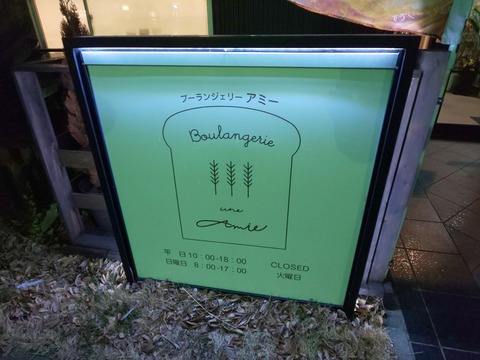 ブーランジェリー アミー
Boulangerie
une
Amie
平　日 10：00-18：00
日曜日 8：00-17：00
CLOSED
火曜日